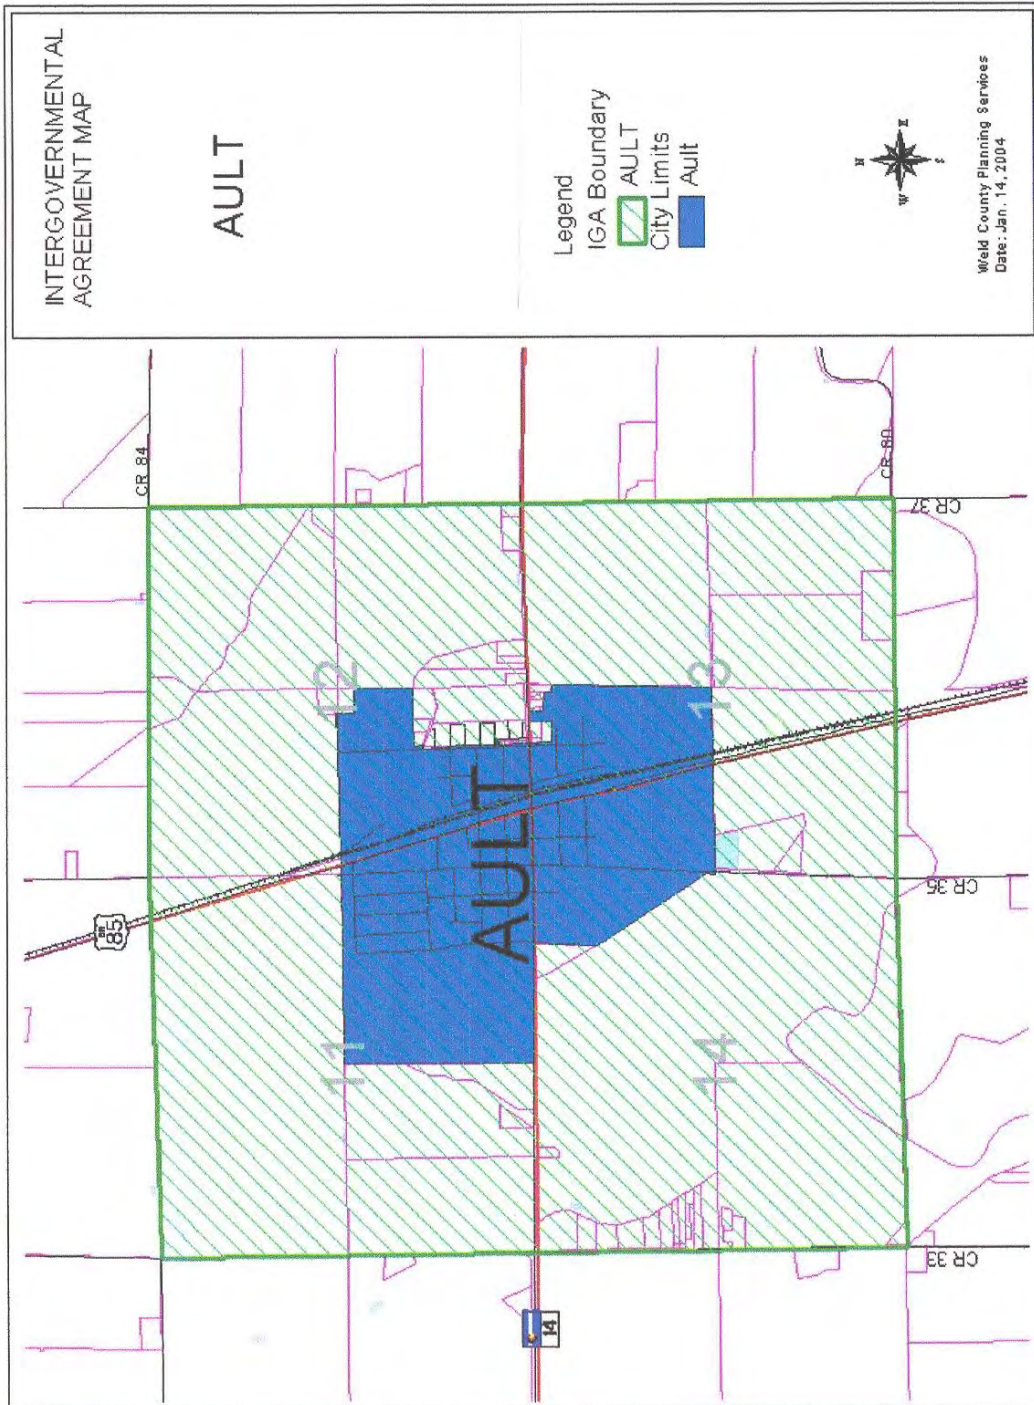 INTERGOVERNMENTAL
AGREEMENT MAP
AULT
Legend
IGA Boundary
AULT
City Limits
Ault
N
W
E
S
Weld County Planning Services
Date: Jan. 14, 2004
CR 84
CR 80
CR 37
CR 35
CR 33
85
14
11
12
13
14
AULT